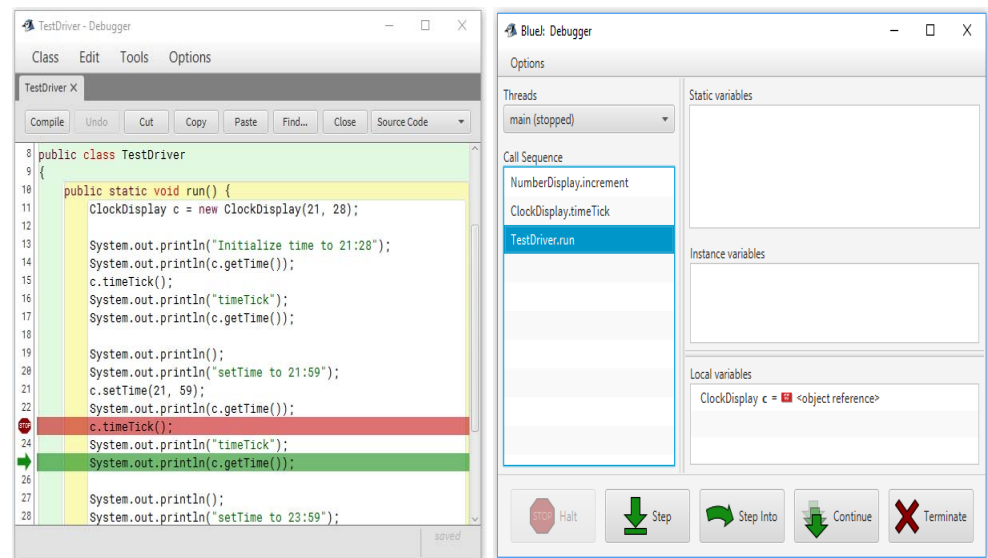 TestDriver - Debugger
Class Edit Tools Options
TestDriver X
Compile Undo Cut Copy Paste Find... Close Source Code
8 public class TestDriver
9 {
10 public static void run() {
11 ClockDisplay c = new ClockDisplay(21, 28);
12
13 System.out.println("Initialize time to 21:28");
14 System.out.println(c.getTime());
15 c.timeTick();
16 System.out.println("timeTick");
17 System.out.println(c.getTime());
18
19 System.out.println();
20 System.out.println("setTime to 21:59");
21 c.setTime(21, 59);
22 System.out.println(c.getTime());
STOP c.timeTick();
24 System.out.println("timeTick");
System.out.println(c.getTime());
26
27 System.out.println();
28 System.out.println("setTime to 23:59");
saved
BlueJ: Debugger
Options
Threads
main (stopped)
Call Sequence
NumberDisplay.increment
ClockDisplay.timeTick
TestDriver.run
Static variables
Instance variables
Local variables
ClockDisplay c = <object reference>
STOP Halt Step Step Into Continue Terminate